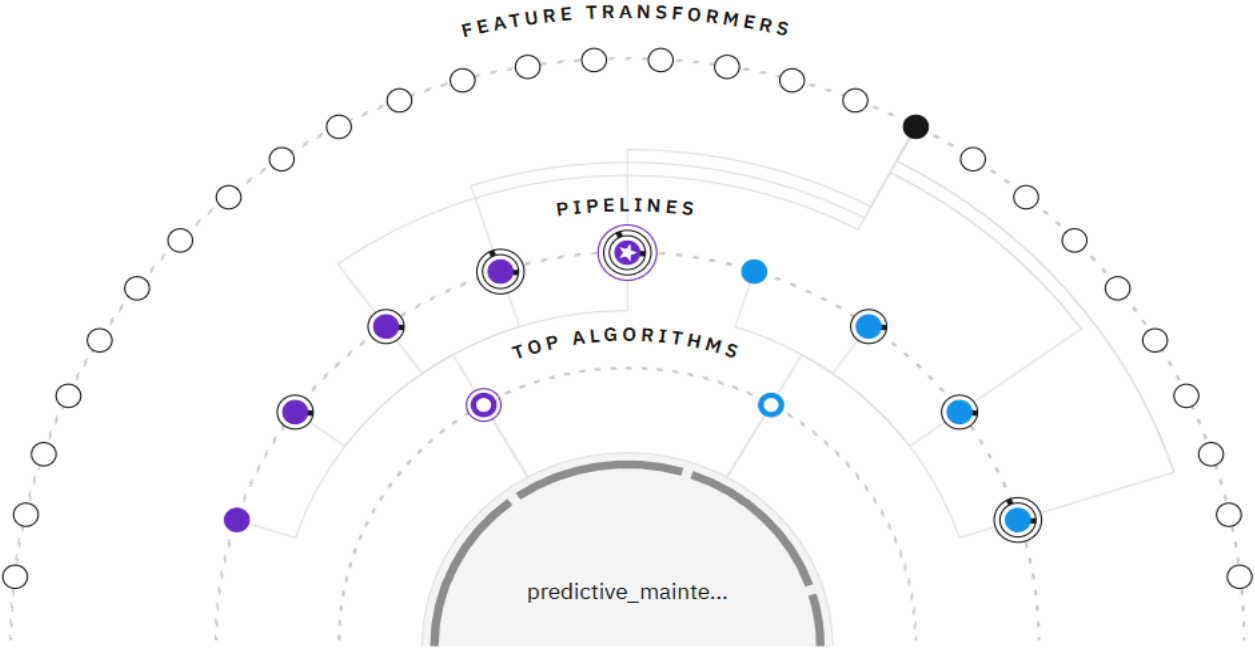 FEATURE TRANSFORMERS
PIPELINES
TOP ALGORITHMS
predictive_mainte...